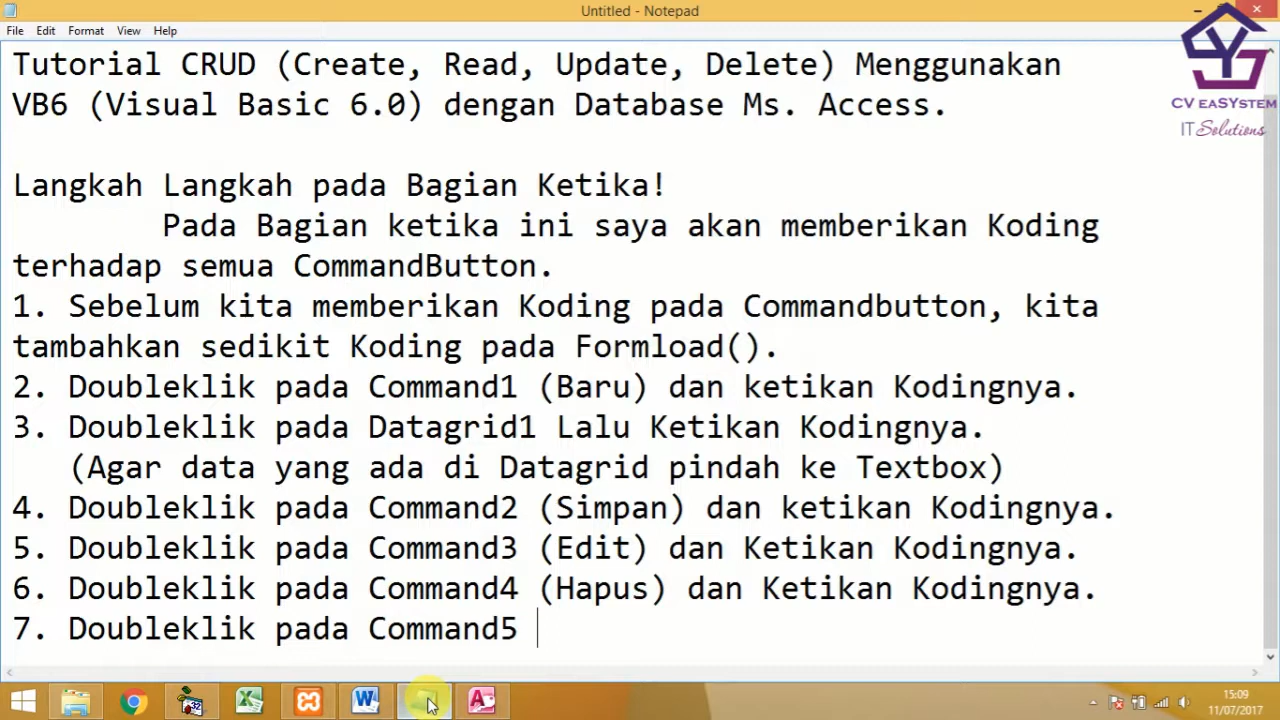 Untitled - Notepad
File Edit Format View Help
Tutorial CRUD (Create, Read, Update, Delete) Menggunakan
VB6 (Visual Basic 6.0) dengan Database Ms. Access.
CV eaSYstem
IT Solutions
Langkah Langkah pada Bagian Ketika!
Pada Bagian ketika ini saya akan memberikan Koding
terhadap semua CommandButton.
1. Sebelum kita memberikan Koding pada Commandbutton, kita
tambahkan sedikit Koding pada Formload().
2. Doubleklik pada Command1 (Baru) dan ketikan Kodingnya.
3. Doubleklik pada Datagrid1 Lalu Ketikan Kodingnya.
(Agar data yang ada di Datagrid pindah ke Textbox)
4. Doubleklik pada Command2 (Simpan) dan ketikan Kodingnya.
5. Doubleklik pada Command3 (Edit) dan Ketikan Kodingnya.
6. Doubleklik pada Command4 (Hapus) dan Ketikan Kodingnya.
7. Doubleklik pada Command5
15:09
11/07/2017